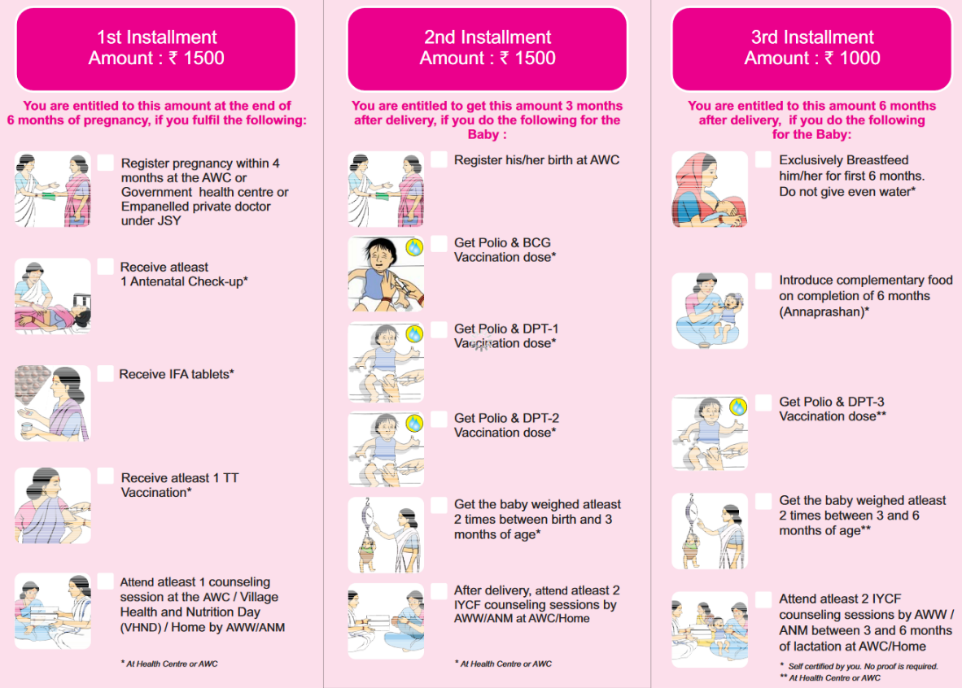 1st Installment
Amount : ₹ 1500
You are entitled to this amount at the end of
6 months of pregnancy, if you fulfil the following:
Register pregnancy within 4
months at the AWC or
Government health centre or
Empanelled private doctor
under JSY
Receive atleast
1 Antenatal Check-up*
Receive IFA tablets*
Receive atleast 1 TT
Vaccination*
Attend atleast 1 counseling
session at the AWC / Village
Health and Nutrition Day
(VHND) / Home by AWW/ANM
* At Health Centre or AWC
2nd Installment
Amount : ₹ 1500
You are entitled to get this amount 3 months
after delivery, if you do the following for the
Baby :
Register his/her birth at AWC
Get Polio & BCG
Vaccination dose*
Get Polio & DPT-1
Vaccination dose*
Get Polio & DPT-2
Vaccination dose*
Get the baby weighed atleast
2 times between birth and 3
months of age*
After delivery, attend atleast 2
IYCF counseling sessions by
AWW/ANM at AWC/Home
* At Health Centre or AWC
3rd Installment
Amount : ₹ 1000
You are entitled to this amount 6 months
after delivery, if you do the following
for the Baby:
Exclusively Breastfeed
him/her for first 6 months.
Do not give even water*
Introduce complementary food
on completion of 6 months
(Annaprashan)*
Get Polio & DPT-3
Vaccination dose**
Get the baby weighed atleast
2 times between 3 and 6
months of age**
Attend atleast 2 IYCF
counseling sessions by AWW /
ANM between 3 and 6 months
of lactation at AWC/Home
* Self certified by you. No proof is required.
** At Health Centre or AWC